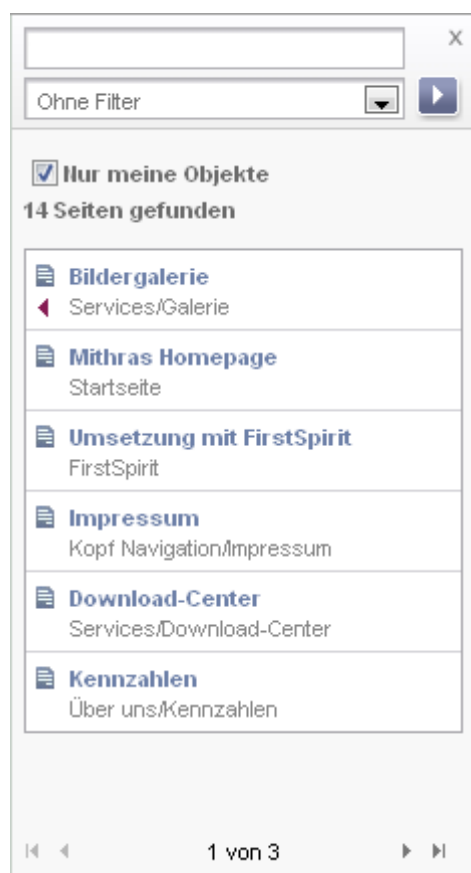 Ohne Filter
Nur meine Objekte
14 Seiten gefunden
Bildergalerie
Services/Galerie
Mithras Homepage
Startseite
Umsetzung mit FirstSpirit
FirstSpirit
Impressum
Kopf Navigation/Impressum
Download-Center
Services/Download-Center
Kennzahlen
Über uns/Kennzahlen
1 von 3